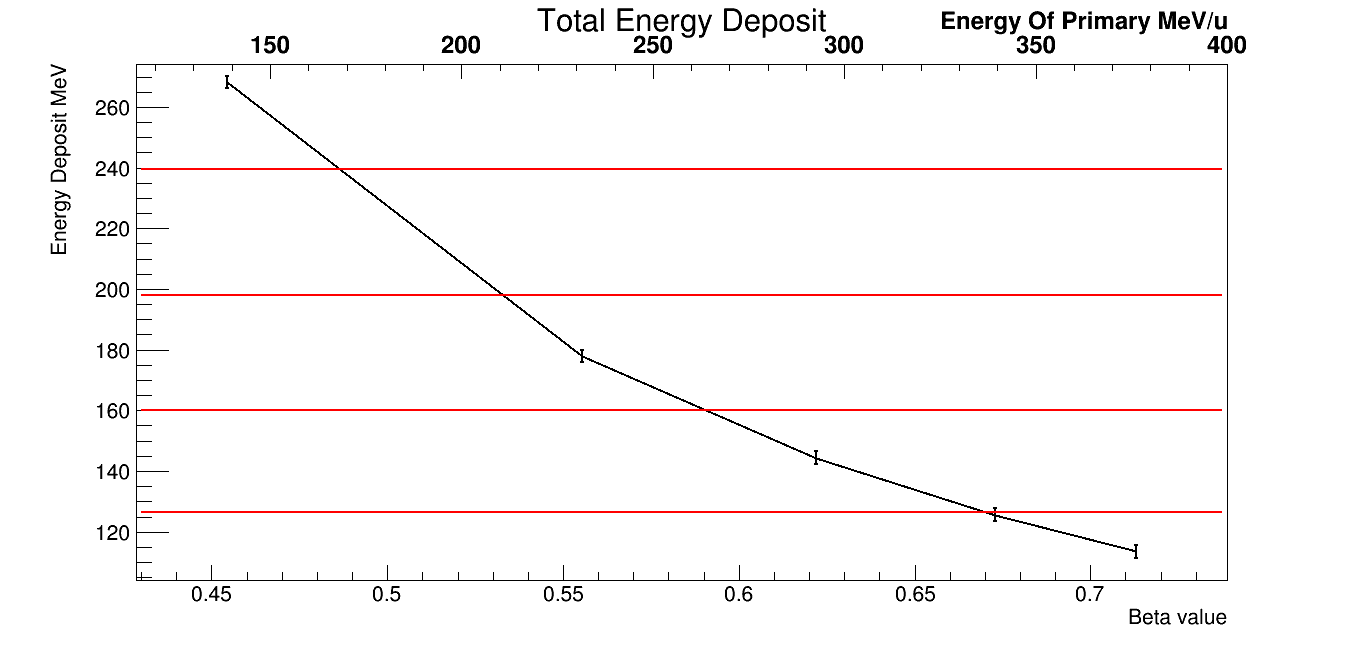 Total Energy Deposit
Energy Of Primary MeV/u
150 200 250 300 350 400
Energy Deposit MeV
260
240
220
200
180
160
140
120
0.45 0.5 0.55 0.6 0.65 0.7
Beta value